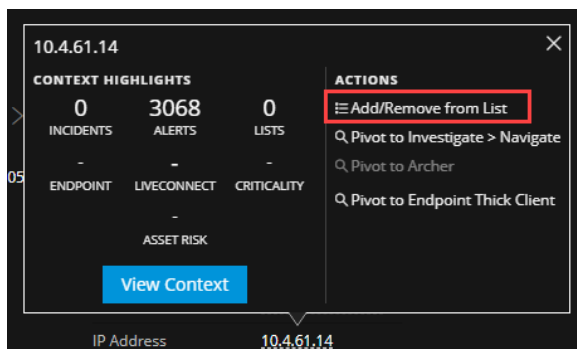 10.4.61.14
CONTEXT HIGHLIGHTS
0 3068 0
INCIDENTS ALERTS LISTS
- - -
ENDPOINT LIVECONNECT CRITICALITY
-
ASSET RISK
View Context
ACTIONS
Add/Remove from List
Pivot to Investigate > Navigate
Pivot to Archer
Pivot to Endpoint Thick Client
05
IP Address 10.4.61.14